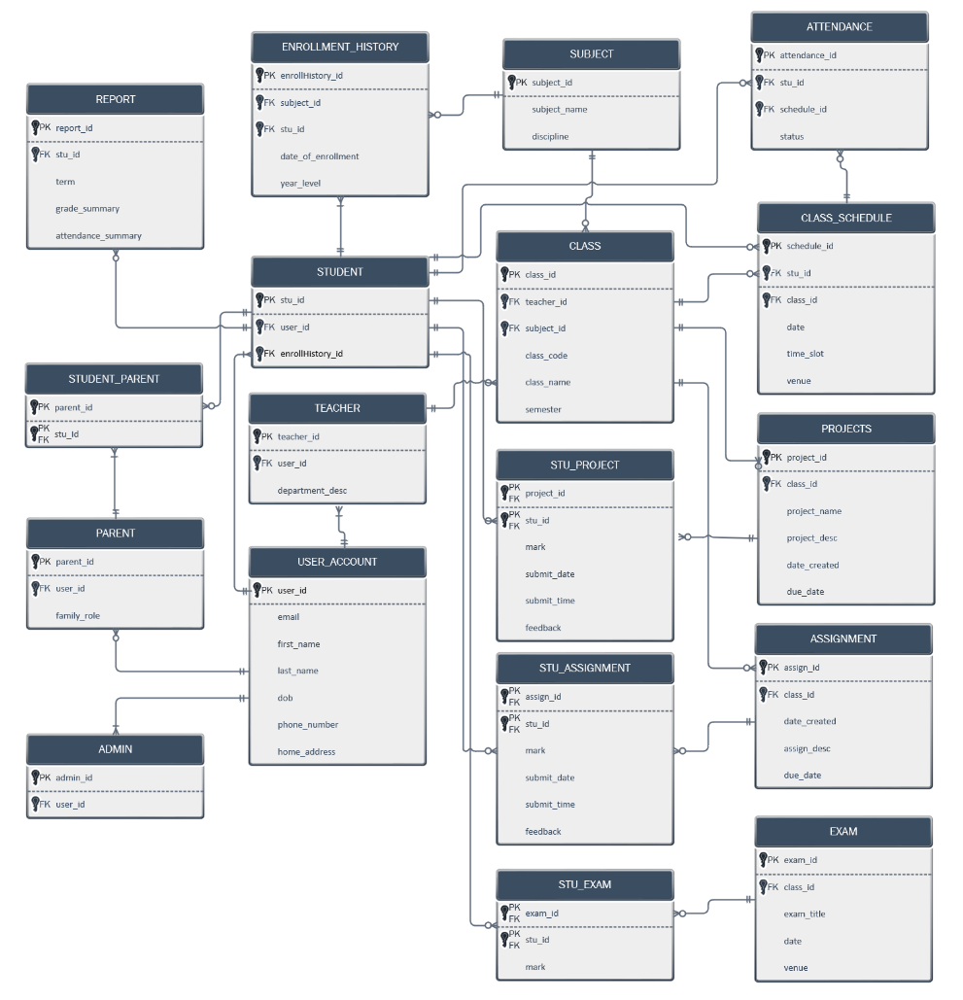 ENROLLMENT_HISTORY
PK enrollHistory_id
FK subject_id
FK stu_id
date_of_enrollment
year_level
SUBJECT
PK subject_id
subject_name
discipline
ATTENDANCE
PK attendance_id
FK stu_id
FK schedule_id
status
REPORT
PK report_id
FK stu_id
term
grade_summary
attendance_summary
STUDENT
PK stu_id
FK user_id
FK enrollHistory_id
CLASS
PK class_id
FK teacher_id
FK subject_id
class_code
class_name
semester
CLASS_SCHEDULE
PK schedule_id
FK stu_id
FK class_id
date
time_slot
venue
STUDENT_PARENT
PK parent_id
PK
FK stu_id
TEACHER
PK teacher_id
FK user_id
department_desc
STU_PROJECT
PK
FK project_id
PK
FK stu_id
mark
submit_date
submit_time
feedback
PROJECTS
PK project_id
FK class_id
project_name
project_desc
date_created
due_date
PARENT
PK parent_id
FK user_id
family_role
USER_ACCOUNT
PK user_id
email
first_name
last_name
dob
phone_number
home_address
STU_ASSIGNMENT
PK
FK assign_id
PK
FK stu_id
mark
submit_date
submit_time
feedback
ASSIGNMENT
PK assign_id
FK class_id
date_created
assign_desc
due_date
ADMIN
PK admin_id
FK user_id
STU_EXAM
PK
FK exam_id
PK
FK stu_id
mark
EXAM
PK exam_id
FK class_id
exam_title
date
venue